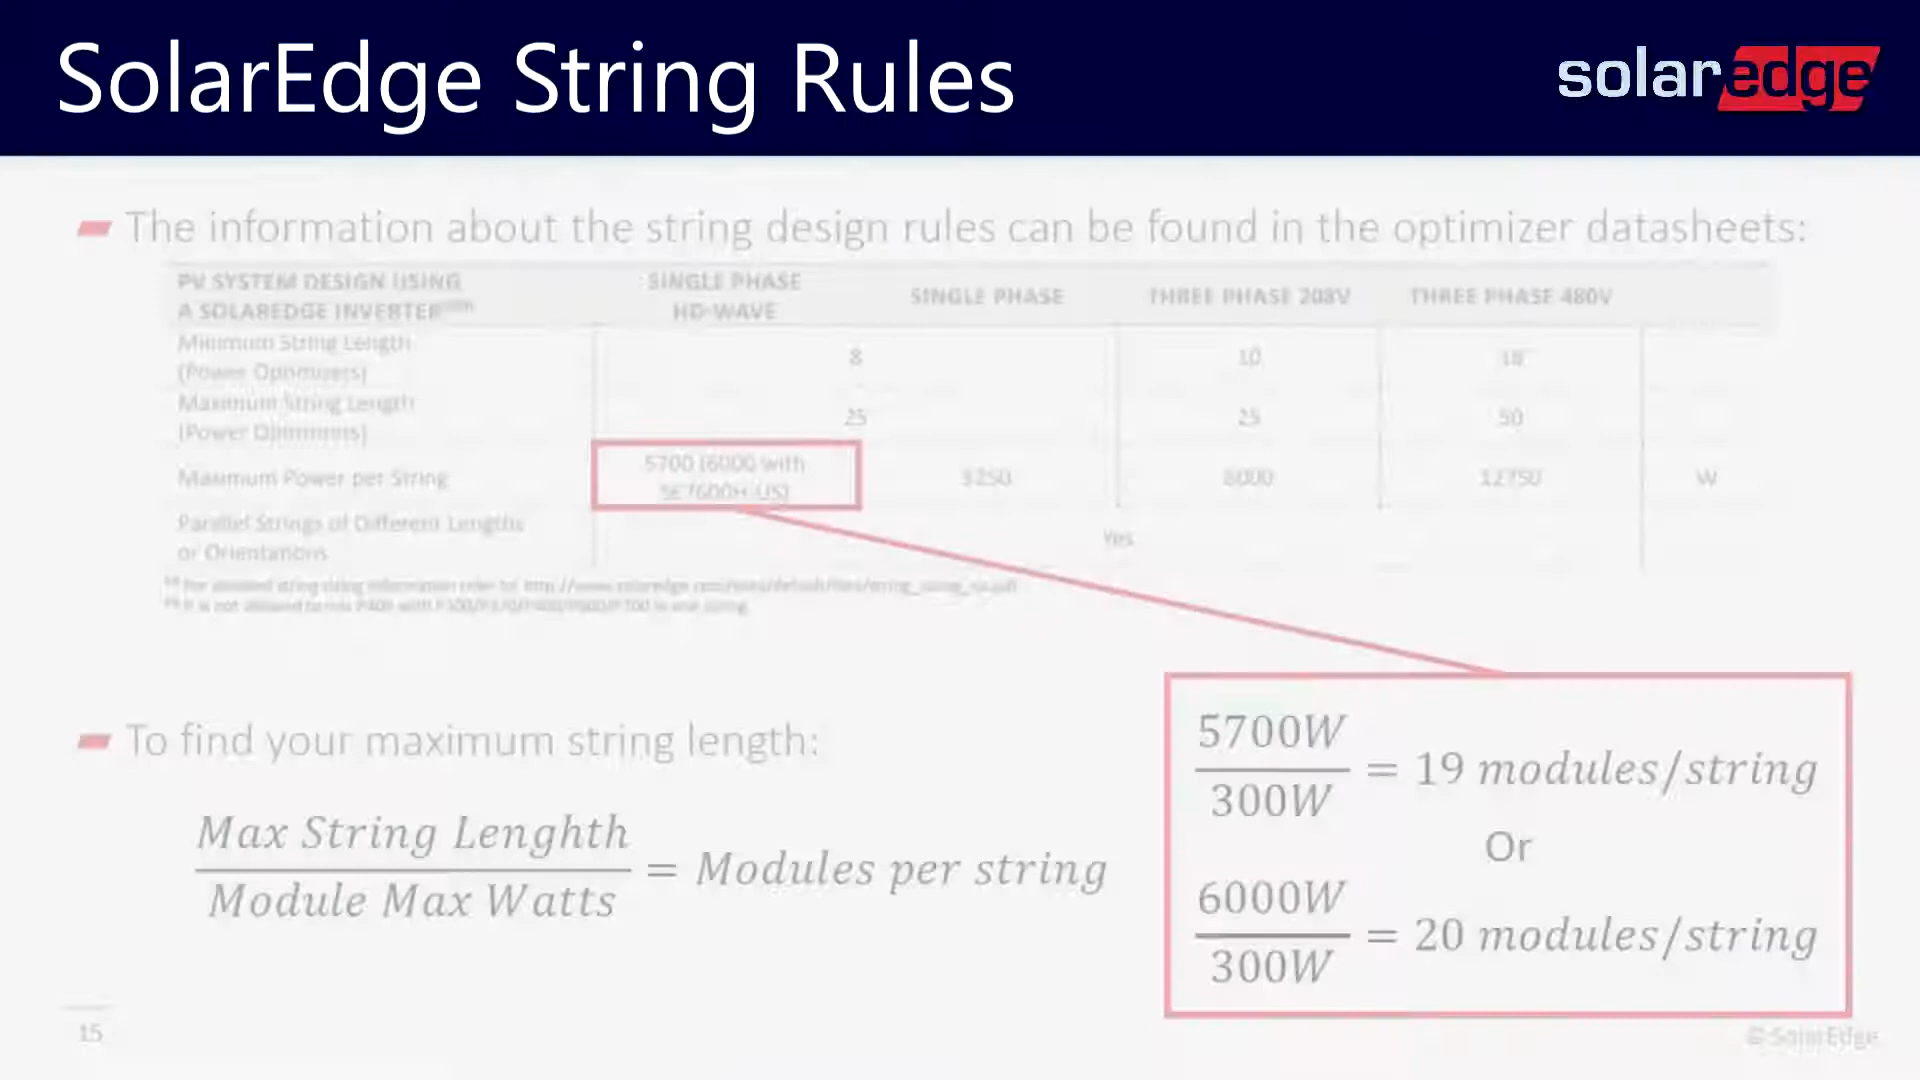 SolarEdge String Rules
solaredge
The information about the string design rules can be found in the optimizer datasheets:
PV SYSTEM DESIGN USING
A SOLAREDGE INVERTER
SINGLE PHASE
HD-WAVE
SINGLE PHASE
THREE PHASE 208V
THREE PHASE 480V
Minimum String Length
(Power Optimizers)
8
10
18
Maximum String Length
(Power Optimizers)
25
25
50
Maximum Power per String
5700 (6000 with
SE7600H-US)
5250
6000
12750
W
Parallel Strings of Different Lengths
or Orientations
Yes
To find your maximum string length:
Max String Lenghth
Module Max Watts
= Modules per string
5700W
300W
= 19 modules/string
Or
6000W
300W
= 20 modules/string
15
© SolarEdge